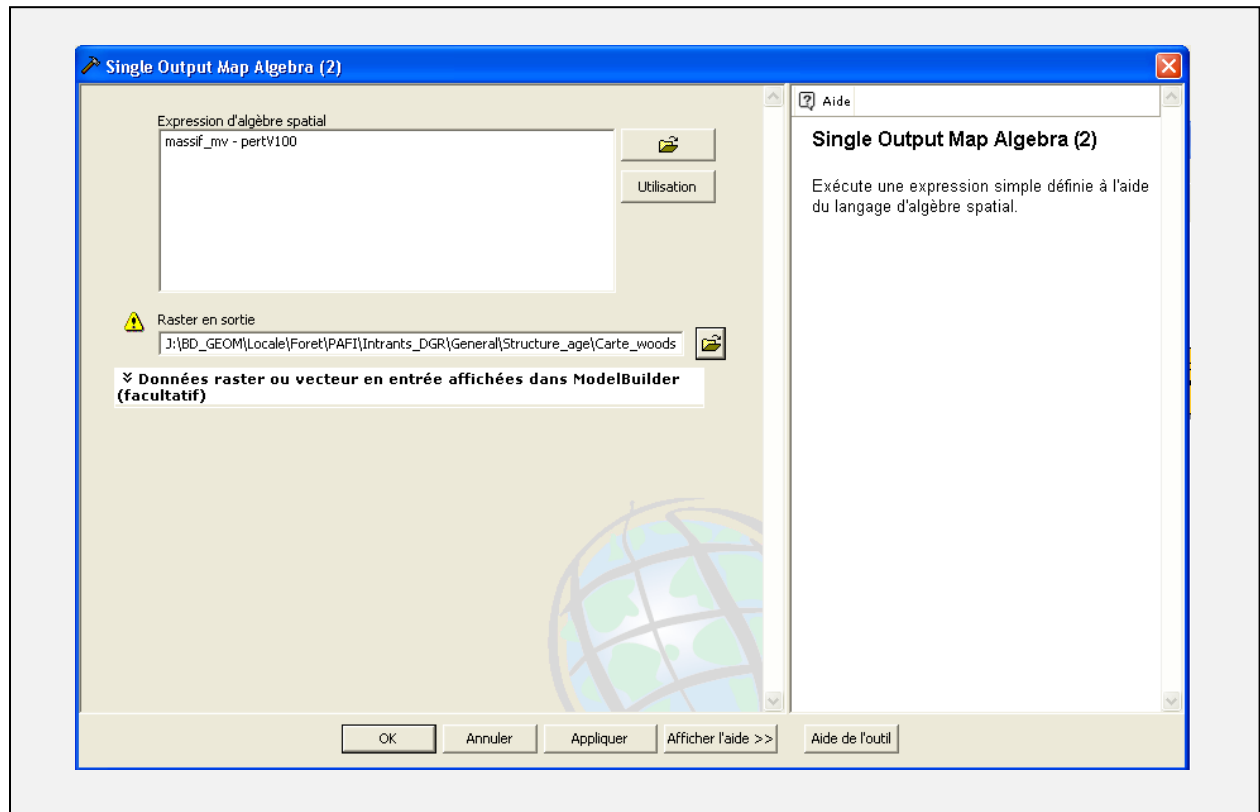 Single Output Map Algebra (2)
Expression d'algèbre spatial
massif_mv - pertV100
Utilisation
Raster en sortie
J:\BD_GEOM\Locale\Foret\PAFI\Intrants_DGR\General\Structure_age\Carte_woods
Données raster ou vecteur en entrée affichées dans ModelBuilder
(facultatif)
OK
Annuler
Appliquer
Afficher l'aide >>
Aide
Single Output Map Algebra (2)
Exécute une expression simple définie à l'aide
du langage d'algèbre spatial.
Aide de l'outil